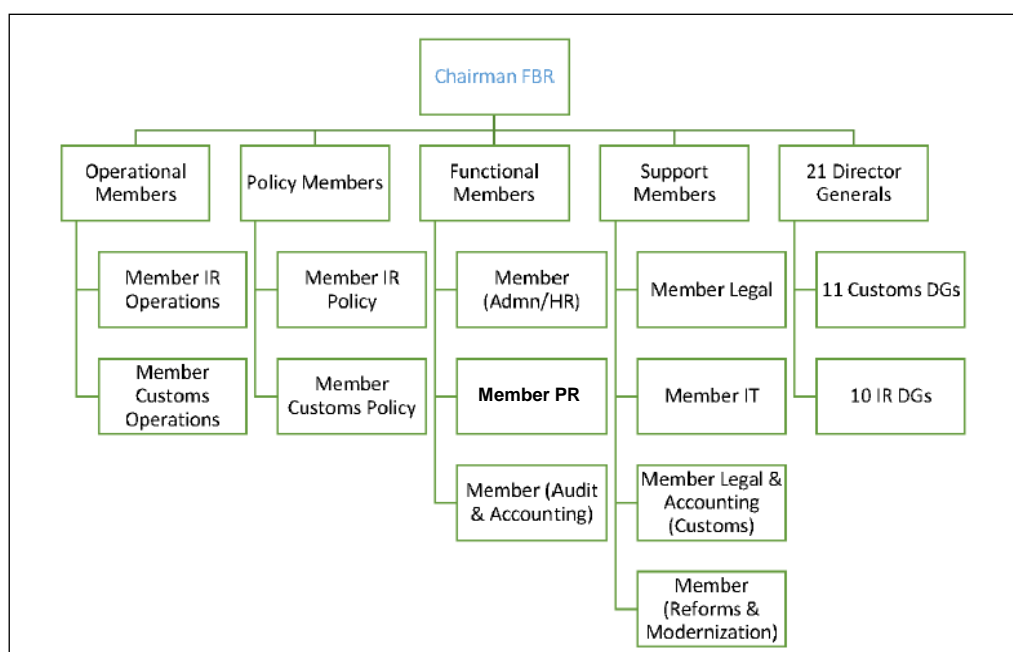 Chairman FBR
Operational
Members
Policy Members
Functional
Members
Support
Members
21 Director
Generals
Member IR
Operations
Member IR
Policy
Member
(Admn/HR)
Member Legal
11 Customs DGs
Member
Customs
Operations
Member
Customs Policy
Member PR
Member IT
10 IR DGs
Member (Audit
& Accounting)
Member Legal &
Accounting
(Customs)
Member
(Reforms &
Modernization)